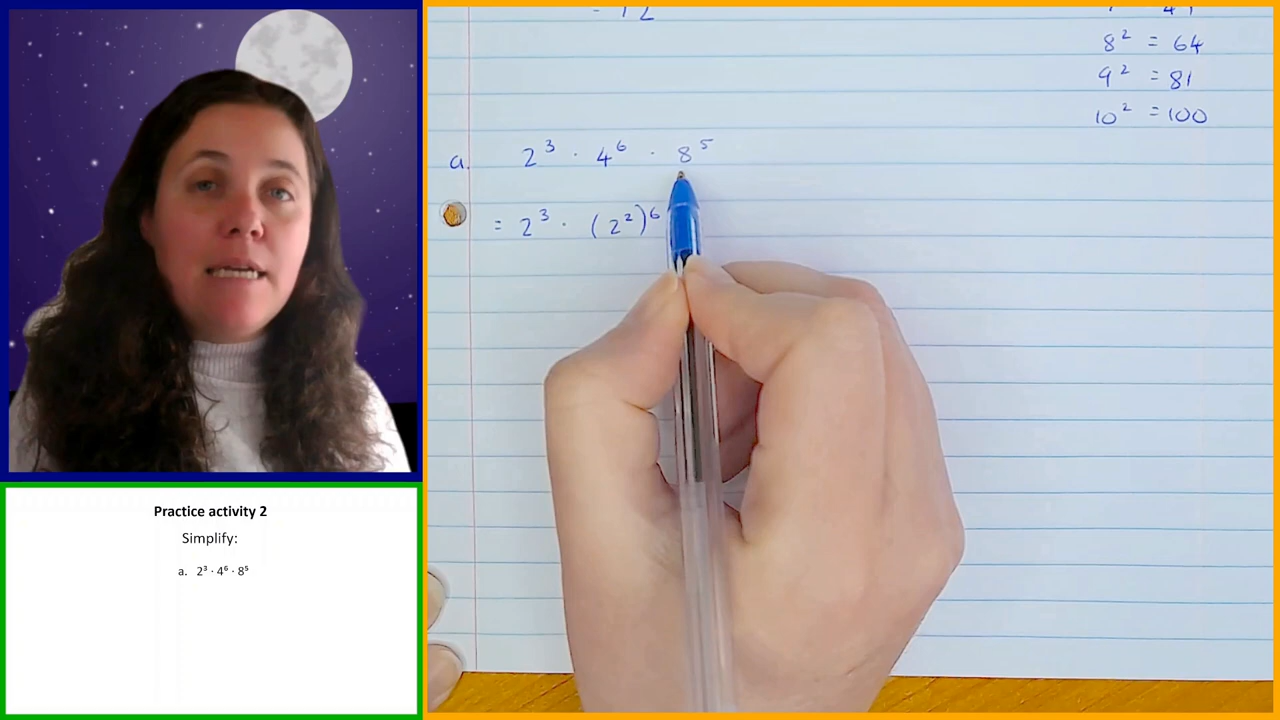 Practice activity 2
Simplify:
a. 2³ · 4⁶ · 8⁵
8² = 64
9² = 81
10² = 100
a. 2³ · 4⁶ · 8⁵
= 2³ · (2²)⁶